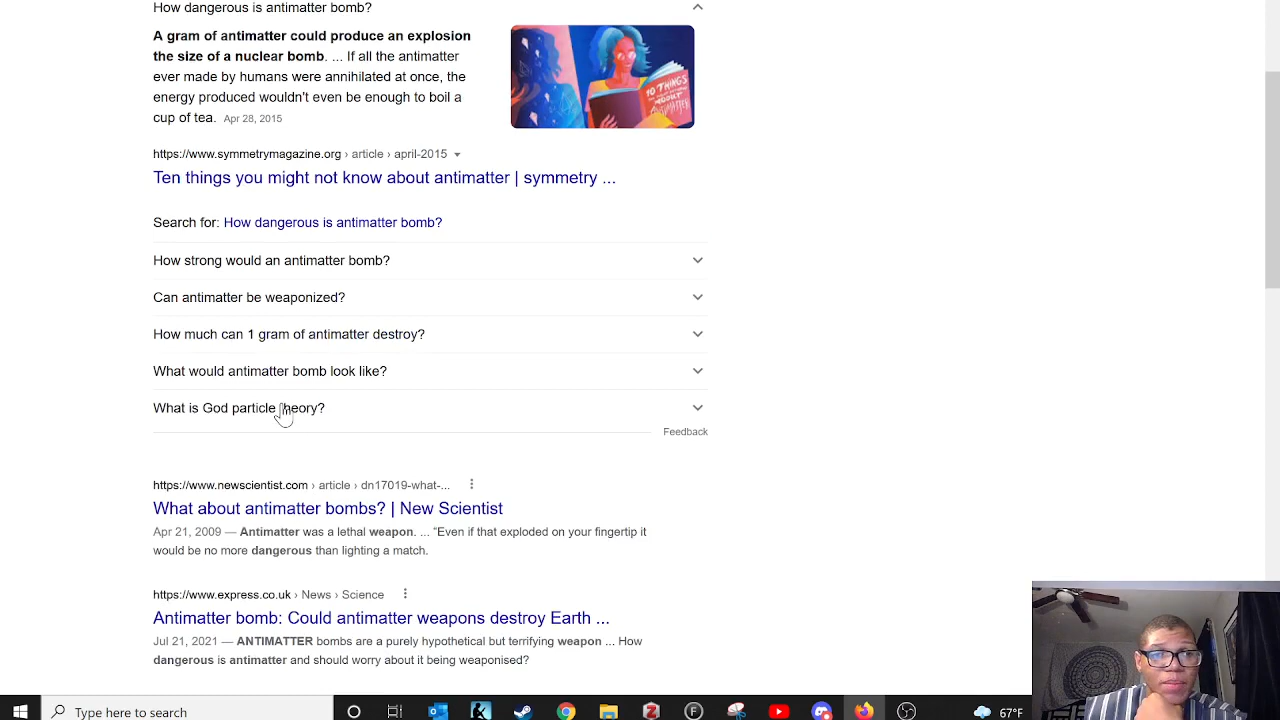 How dangerous is antimatter bomb?
A gram of antimatter could produce an explosion
the size of a nuclear bomb. ... If all the antimatter
ever made by humans were annihilated at once, the
energy produced wouldn't even be enough to boil a
cup of tea. Apr 28, 2015
10 THINGS
ANTIMATTER
https://www.symmetrymagazine.org › article › april-2015
Ten things you might not know about antimatter | symmetry ...
Search for: How dangerous is antimatter bomb?
How strong would an antimatter bomb?
Can antimatter be weaponized?
How much can 1 gram of antimatter destroy?
What would antimatter bomb look like?
What is God particle theory?
Feedback
https://www.newscientist.com › article › dn17019-what-...
What about antimatter bombs? | New Scientist
Apr 21, 2009 — Antimatter was a lethal weapon. ... "Even if that exploded on your fingertip it
would be no more dangerous than lighting a match.
https://www.express.co.uk › News › Science
Antimatter bomb: Could antimatter weapons destroy Earth ...
Jul 21, 2021 — ANTIMATTER bombs are a purely hypothetical but terrifying weapon ... How
dangerous is antimatter and should worry about it being weaponised?
Type here to search
67°F